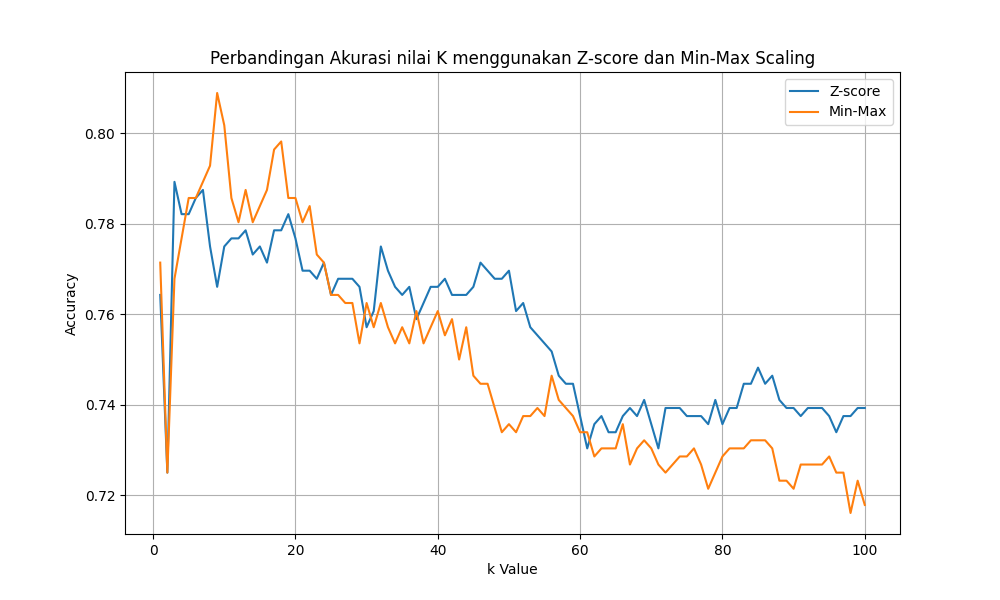 Perbandingan Akurasi nilai K menggunakan Z-score dan Min-Max Scaling
Z-score
Min-Max
0.80
0.78
0.76
0.74
0.72
Accuracy
0
20
40
60
80
100
k Value